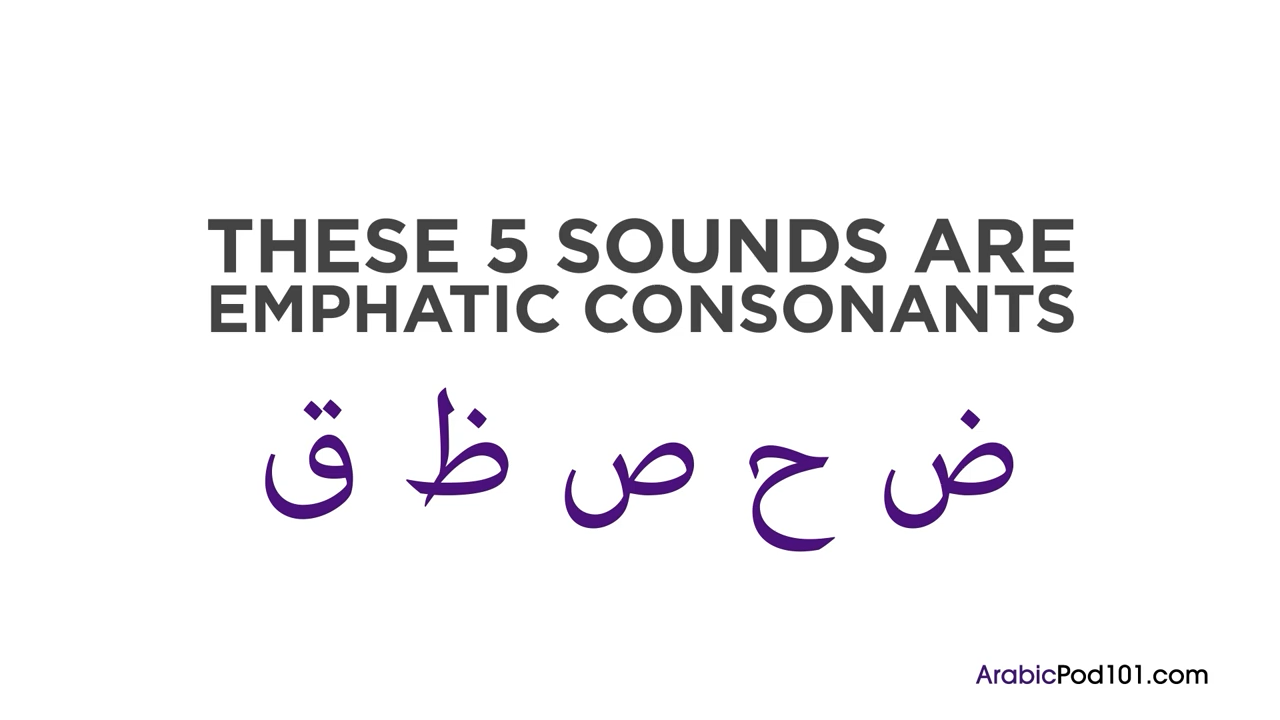 THESE 5 SOUNDS ARE
EMPHATIC CONSONANTS
ض ح ص ظ ق
ArabicPod101.com